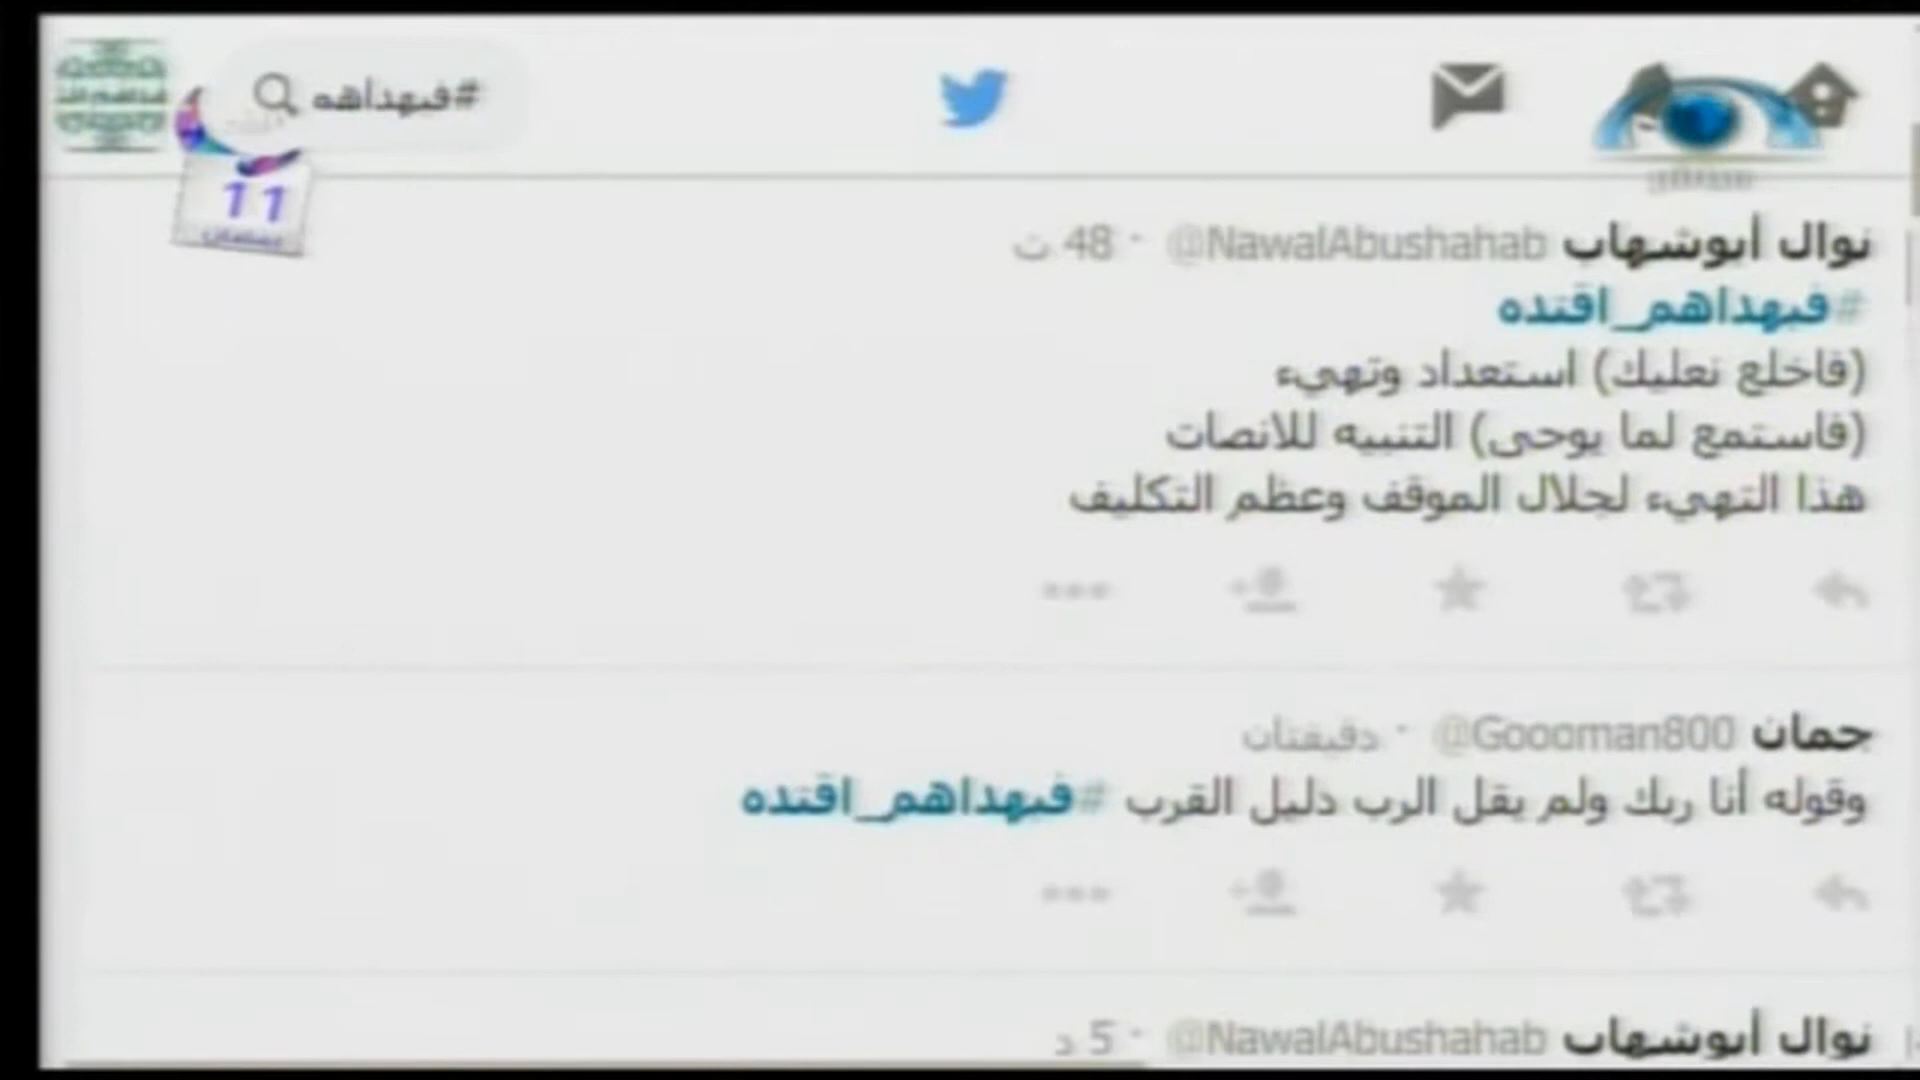 #فبهداهم
11
رمضان
نوال أبوشهاب @NawalAbushahab · 48 ث
#فبهداهم_اقتده
(فاخلع نعليك) استعداد وتهيء
(فاستمع لما يوحى) التنبيه للانصات
هذا التهيء لجلال الموقف وعظم التكليف
جمان @Goooman800 · دقيقتان
وقوله أنا ربك ولم يقل الرب دليل القرب #فبهداهم_اقتده
نوال أبوشهاب @NawalAbushahab · 5 د